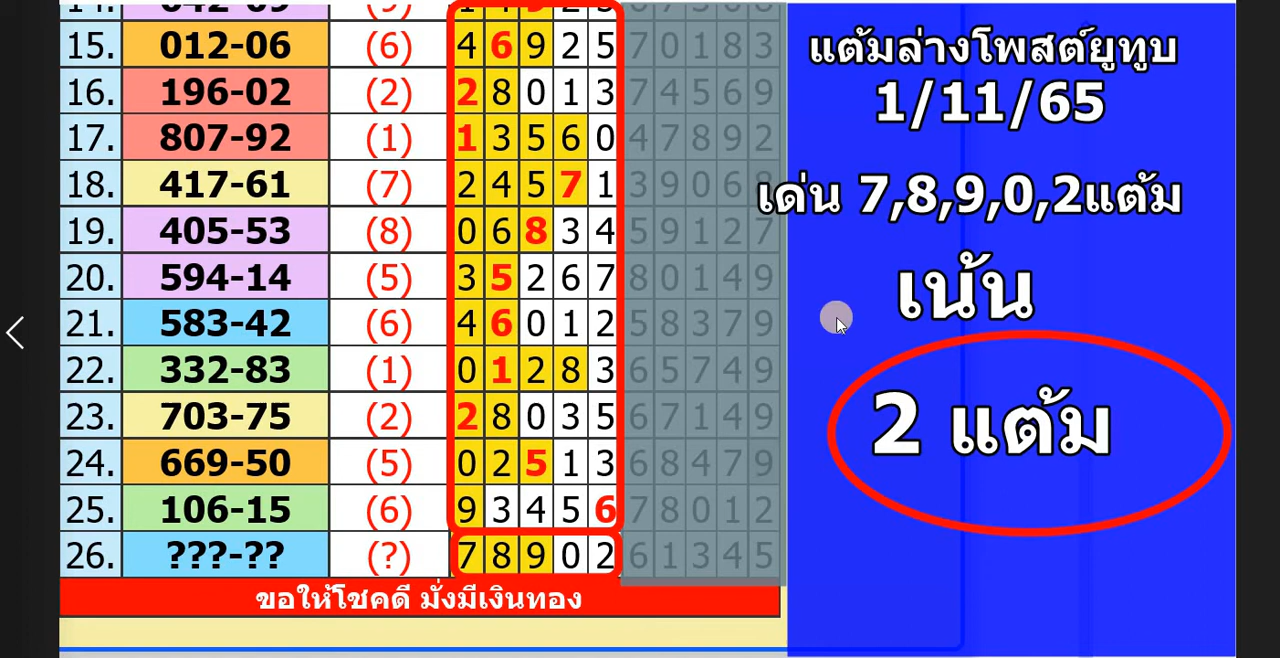 15. 012-06 (6) 4 6 9 2 5 7 0 1 8 3
16. 196-02 (2) 2 8 0 1 3 7 4 5 6 9
17. 807-92 (1) 1 3 5 6 0 4 7 8 9 2
18. 417-61 (7) 2 4 5 7 1 3 9 0 6 8
19. 405-53 (8) 0 6 8 3 4 5 9 1 2 7
20. 594-14 (5) 3 5 2 6 7 8 0 1 4 9
21. 583-42 (6) 4 6 0 1 2 5 8 3 7 9
22. 332-83 (1) 0 1 2 8 3 6 5 7 4 9
23. 703-75 (2) 2 8 0 3 5 6 7 1 4 9
24. 669-50 (5) 0 2 5 1 3 6 8 4 7 9
25. 106-15 (6) 9 3 4 5 6 7 8 0 1 2
26. ???-?? (?) 7 8 9 0 2 6 1 3 4 5
ขอให้โชคดี มั่งมีเงินทอง
แต้มล่างโพสต์ยูทูบ
1/11/65
เด่น 7,8,9,0,2แต้ม
เน้น
2 แต้ม